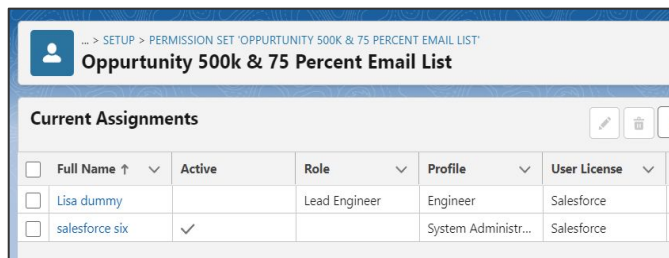 ... > SETUP > PERMISSION SET 'OPPURTUNITY 500K & 75 PERCENT EMAIL LIST'
Oppurtunity 500k & 75 Percent Email List
Current Assignments
Full Name ↑ Active Role Profile User License
Lisa dummy Lead Engineer Engineer Salesforce
salesforce six System Administr... Salesforce